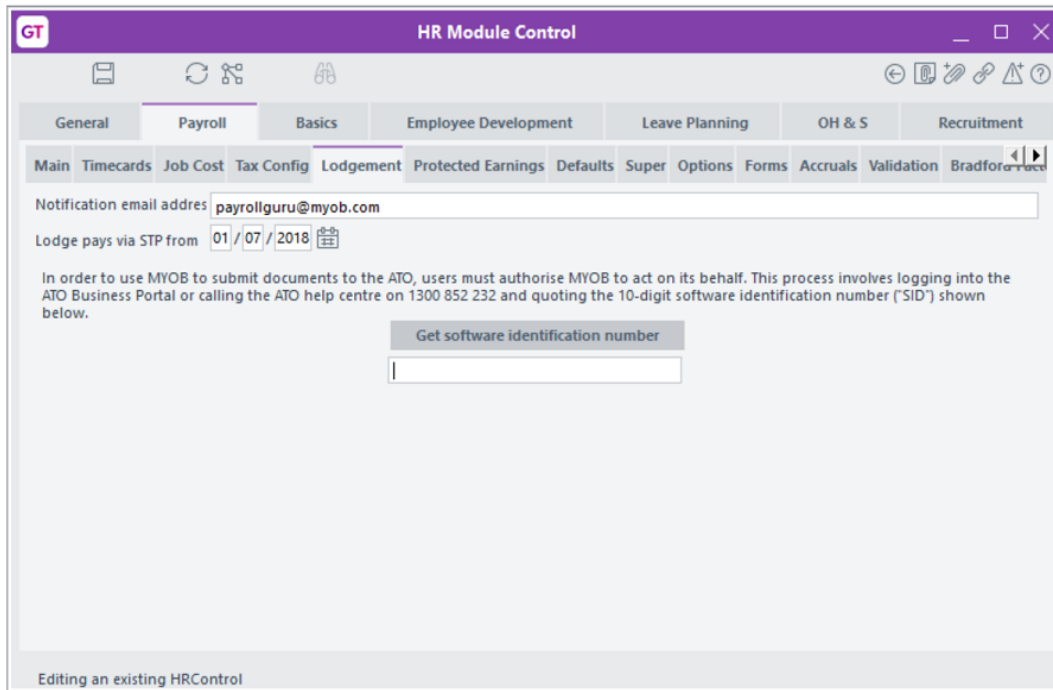 GT HR Module Control
General Payroll Basics Employee Development Leave Planning OH & S Recruitment
Main Timecards Job Cost Tax Config Lodgement Protected Earnings Defaults Super Options Forms Accruals Validation
Notification email addres payrollguru@myob.com
Lodge pays via STP from 01 / 07 / 2018
In order to use MYOB to submit documents to the ATO, users must authorise MYOB to act on its behalf. This process involves logging into the
ATO Business Portal or calling the ATO help centre on 1300 852 232 and quoting the 10-digit software identification number ("SID") shown
below.
Get software identification number
Editing an existing HRControl